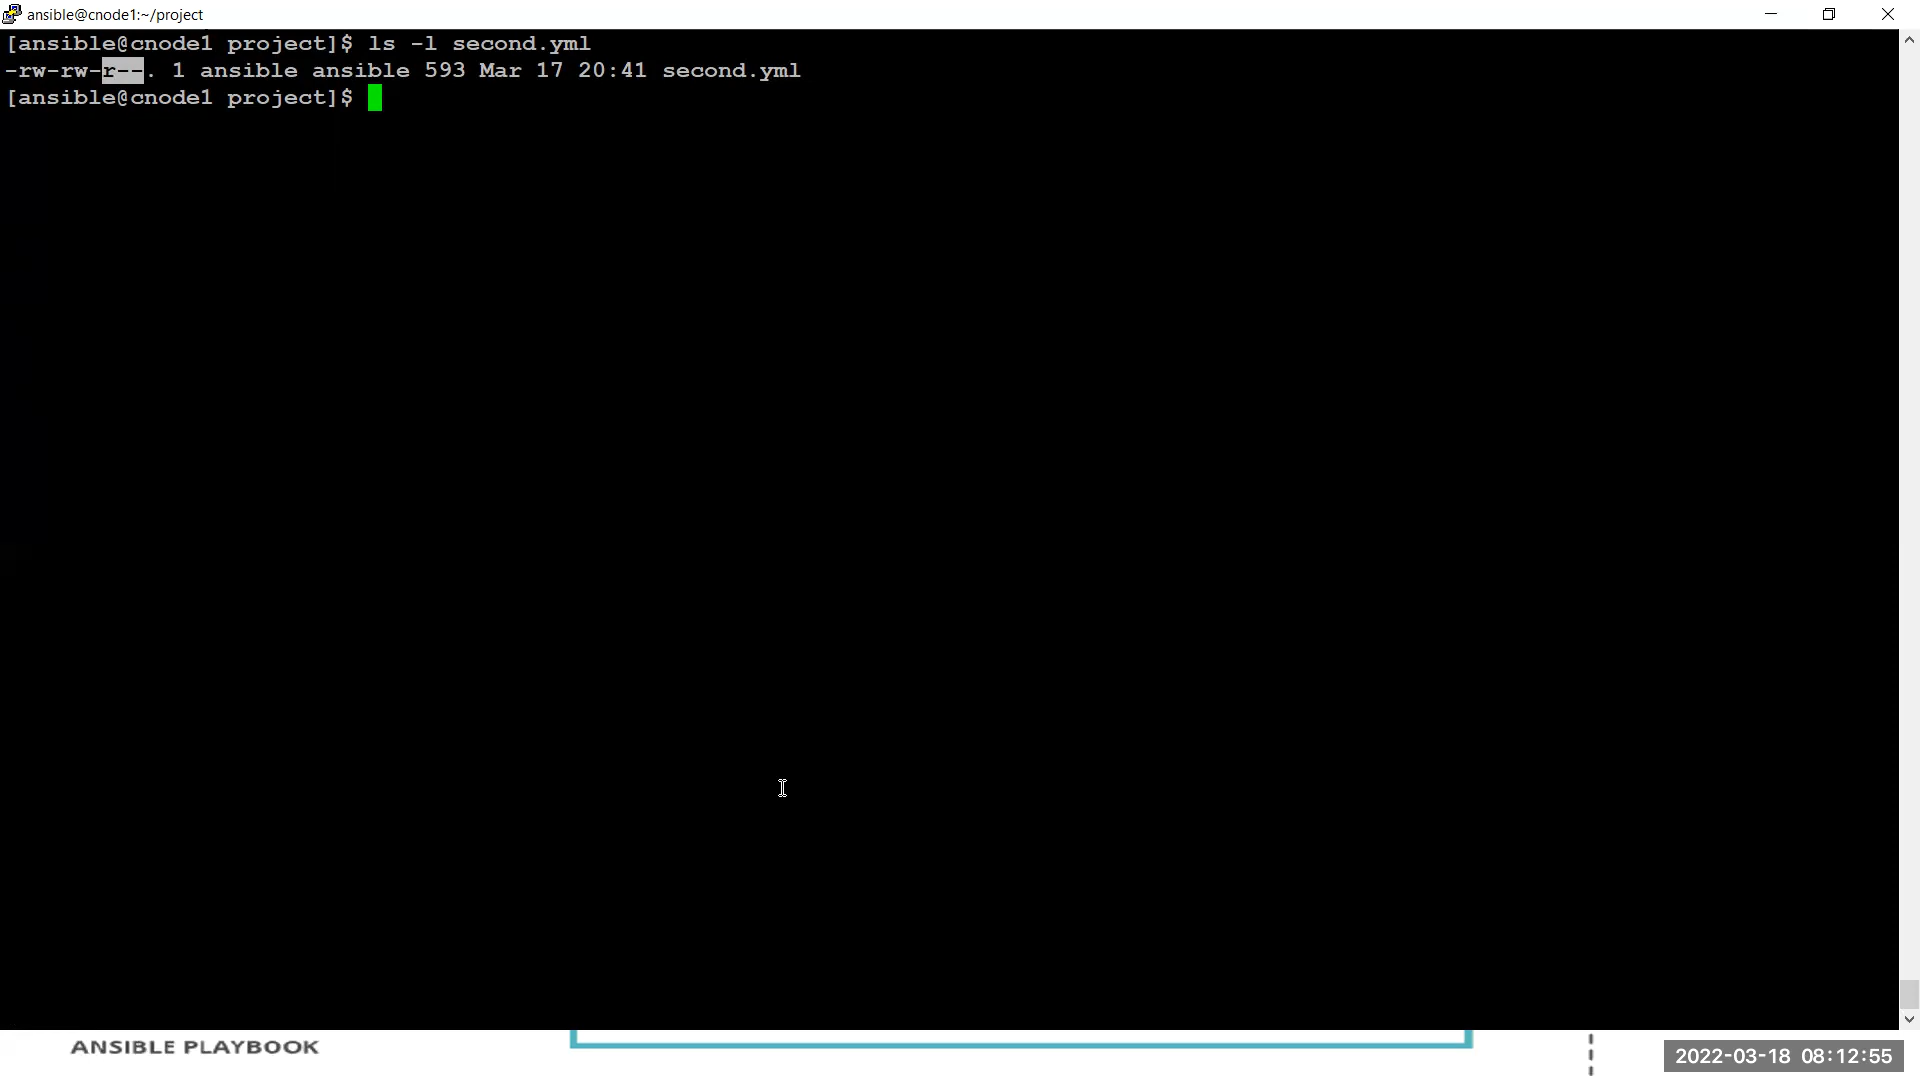 ansible@cnode1:~/project
[ansible@cnode1 project]$ ls -l second.yml
-rw-rw-r--. 1 ansible ansible 593 Mar 17 20:41 second.yml
[ansible@cnode1 project]$
ANSIBLE PLAYBOOK
2022-03-18 08:12:55